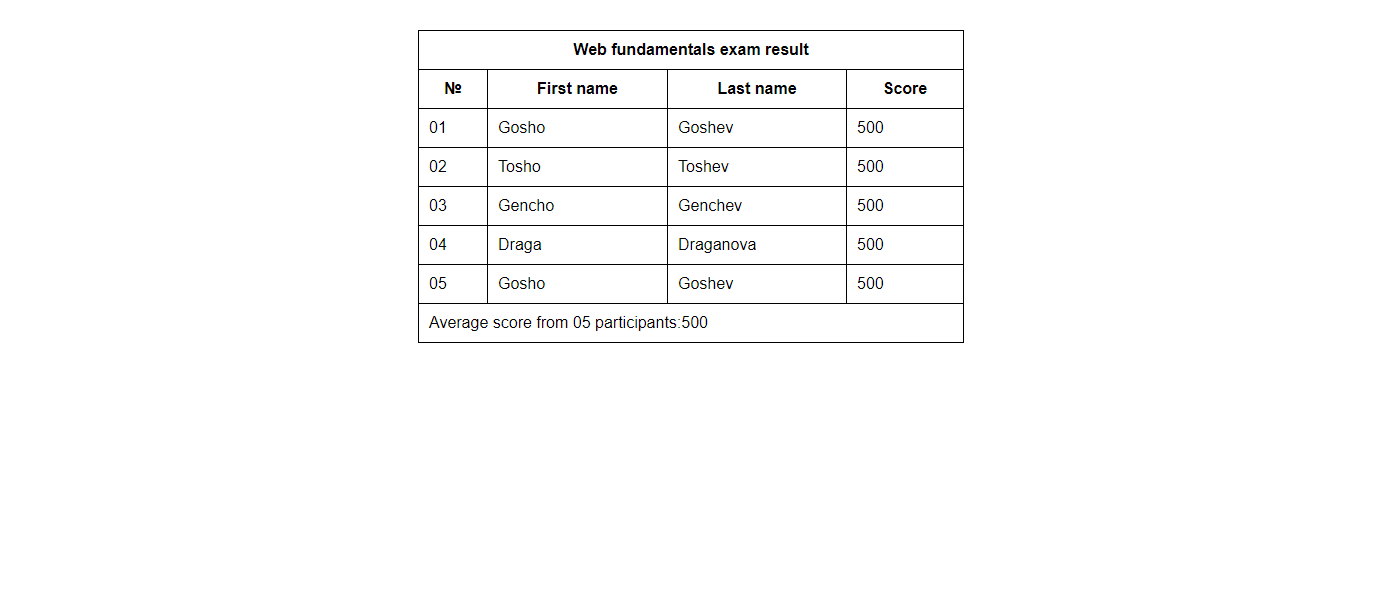 Web fundamentals exam result
№ First name Last name Score
01 Gosho Goshev 500
02 Tosho Toshev 500
03 Gencho Genchev 500
04 Draga Draganova 500
05 Gosho Goshev 500
Average score from 05 participants:500